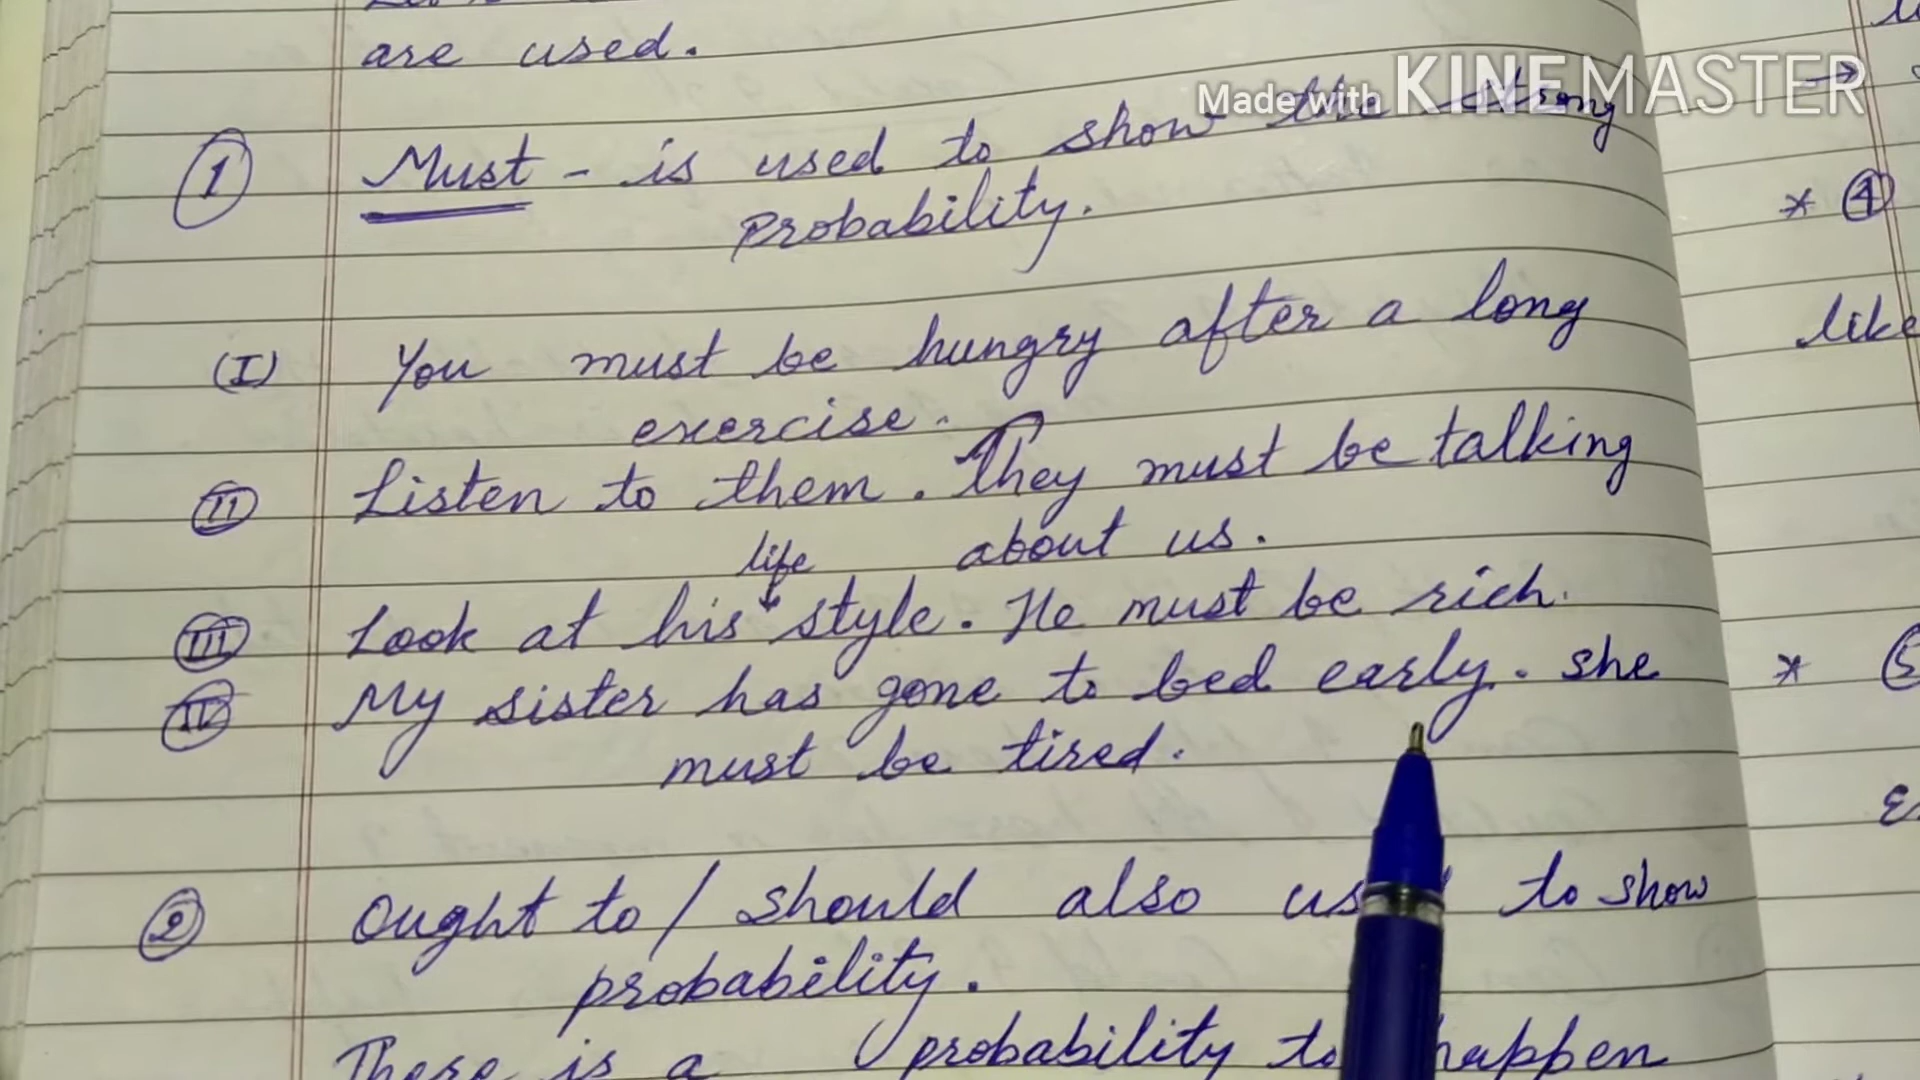 are used.
Made with KINEMASTER
① Must - is used to show the strong
probability.
(I) You must be hungry after a long
exercise.
(II) Listen to them. They must be talking
about us.
life
(III) Look at his style. He must be rich.
(IV) My sister has gone to bed early. she
must be tired.
② Ought to / should also us to show
probability.
There is a probability to happen
* ④
like
* ⑤